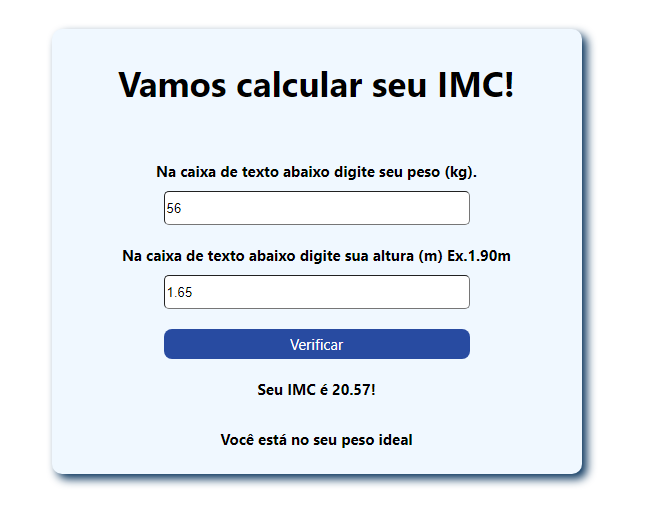 Vamos calcular seu IMC!
Na caixa de texto abaixo digite seu peso (kg).
56
Na caixa de texto abaixo digite sua altura (m) Ex.1.90m
1.65
Verificar
Seu IMC é 20.57!
Você está no seu peso ideal